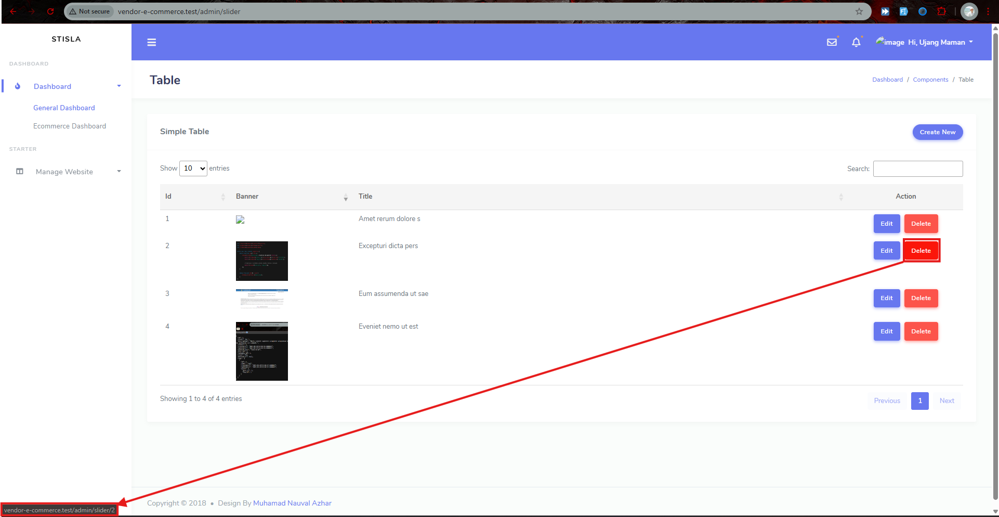 Not secure vendor-e-commerce.test/admin/slider
STISLA
image Hi, Ujang Maman
DASHBOARD
Dashboard
General Dashboard
Ecommerce Dashboard
STARTER
Manage Website
Table
Dashboard / Components / Table
Simple Table
Create New
Show 10 entries
Search:
Id Banner Title Action
1 Amet rerum dolore s Edit Delete
2 Excepturi dicta pers Edit Delete
3 Eum assumenda ut sae Edit Delete
4 Eveniet nemo ut est Edit Delete
Showing 1 to 4 of 4 entries
Previous 1 Next
Copyright © 2018 • Design By Muhamad Nauval Azhar
vendor-e-commerce.test/admin/slider/2